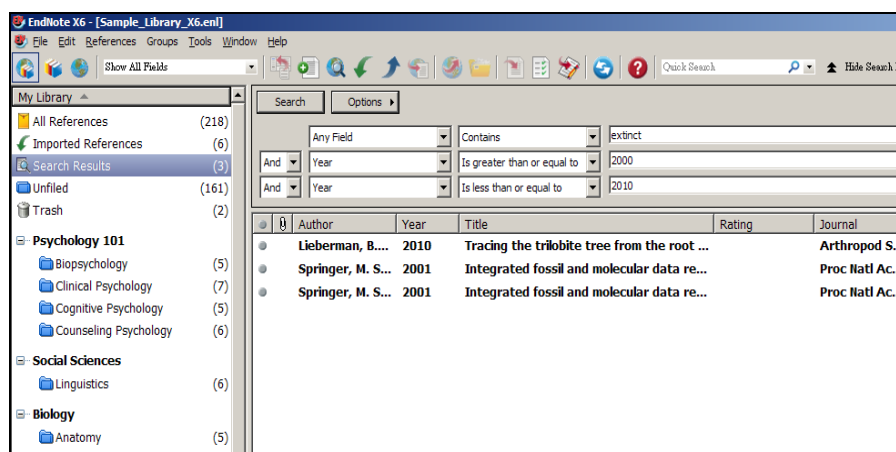 EndNote X6 - [Sample_Library_X6.enl]
File Edit References Groups Tools Window Help
Show All Fields
Quick Search
Hide Search
My Library
All References (218)
Imported References (6)
Search Results (3)
Unfiled (161)
Trash (2)
Psychology 101
Biopsychology (5)
Clinical Psychology (7)
Cognitive Psychology (5)
Counseling Psychology (6)
Social Sciences
Linguistics (6)
Biology
Anatomy (5)
Search Options
Any Field Contains extinct
And Year Is greater than or equal to 2000
And Year Is less than or equal to 2010
Author Year Title Rating Journal
Lieberman, B.... 2010 Tracing the trilobite tree from the root ... Arthropod S.
Springer, M. S... 2001 Integrated fossil and molecular data re... Proc Natl Ac.
Springer, M. S... 2001 Integrated fossil and molecular data re... Proc Natl Ac.